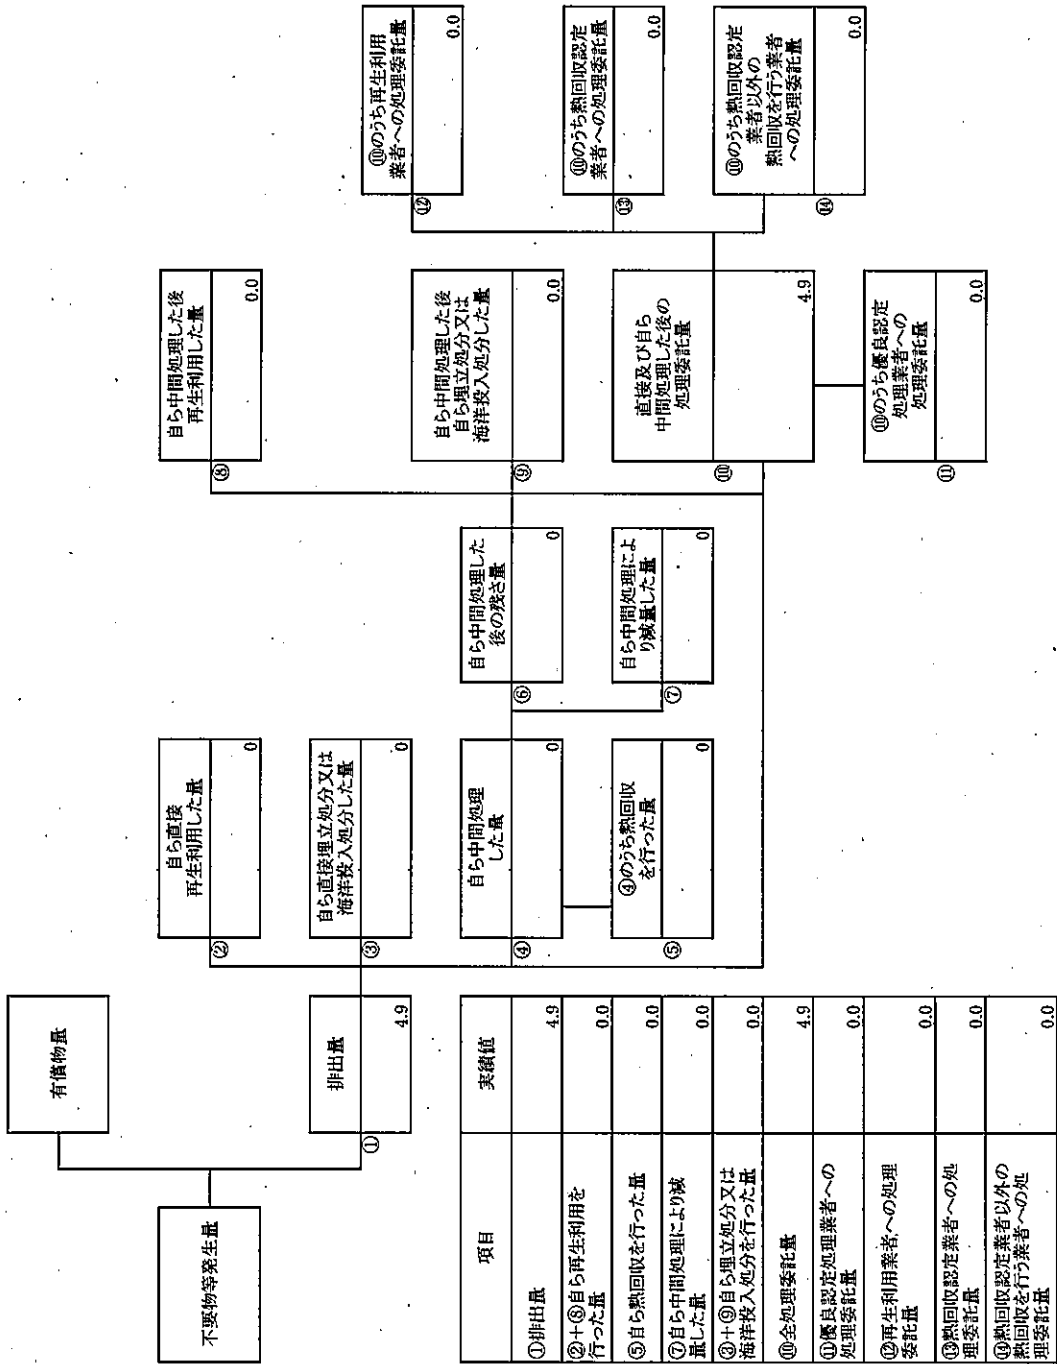 不要物等発生量
有償物量
①
排出量
4.9
②
自ら直接
再生利用した量
0
③
自ら直接埋立処分又は
海洋投入処分した量
0
④
自ら中間処理
した量
0
⑤
④のうち熱回収
を行った量
0
⑥
自ら中間処理した
後の残さ量
0
⑦
自ら中間処理によ
り減量した量
0
⑧
自ら中間処理した後
再生利用した量
0.0
⑨
自ら中間処理した後
自ら埋立処分又は
海洋投入処分した量
0.0
⑩
直接及び自ら
中間処理した後の
処理委託量
4.9
⑪
⑩のうち優良認定
処理業者への
処理委託量
0.0
⑫
⑩のうち再生利用
業者への処理委託量
0.0
⑬
⑩のうち熱回収認定
業者への処理委託量
0.0
⑭
⑩のうち熱回収認定
業者以外の
熱回収を行う業者
への処理委託量
0.0
項目 実績値
①排出量 4.9
②+⑧自ら再生利用を
行った量 0.0
⑤自ら熱回収を行った量 0.0
⑦自ら中間処理により減
量した量 0.0
③+⑨自ら埋立処分又は
海洋投入処分を行った量 0.0
⑩全処理委託量 4.9
⑪優良認定処理業者への
処理委託量 0.0
⑫再生利用業者への処理
委託量 0.0
⑬熱回収認定業者への処
理委託量 0.0
⑭熱回収認定業者以外の
熱回収を行う業者への処
理委託量 0.0